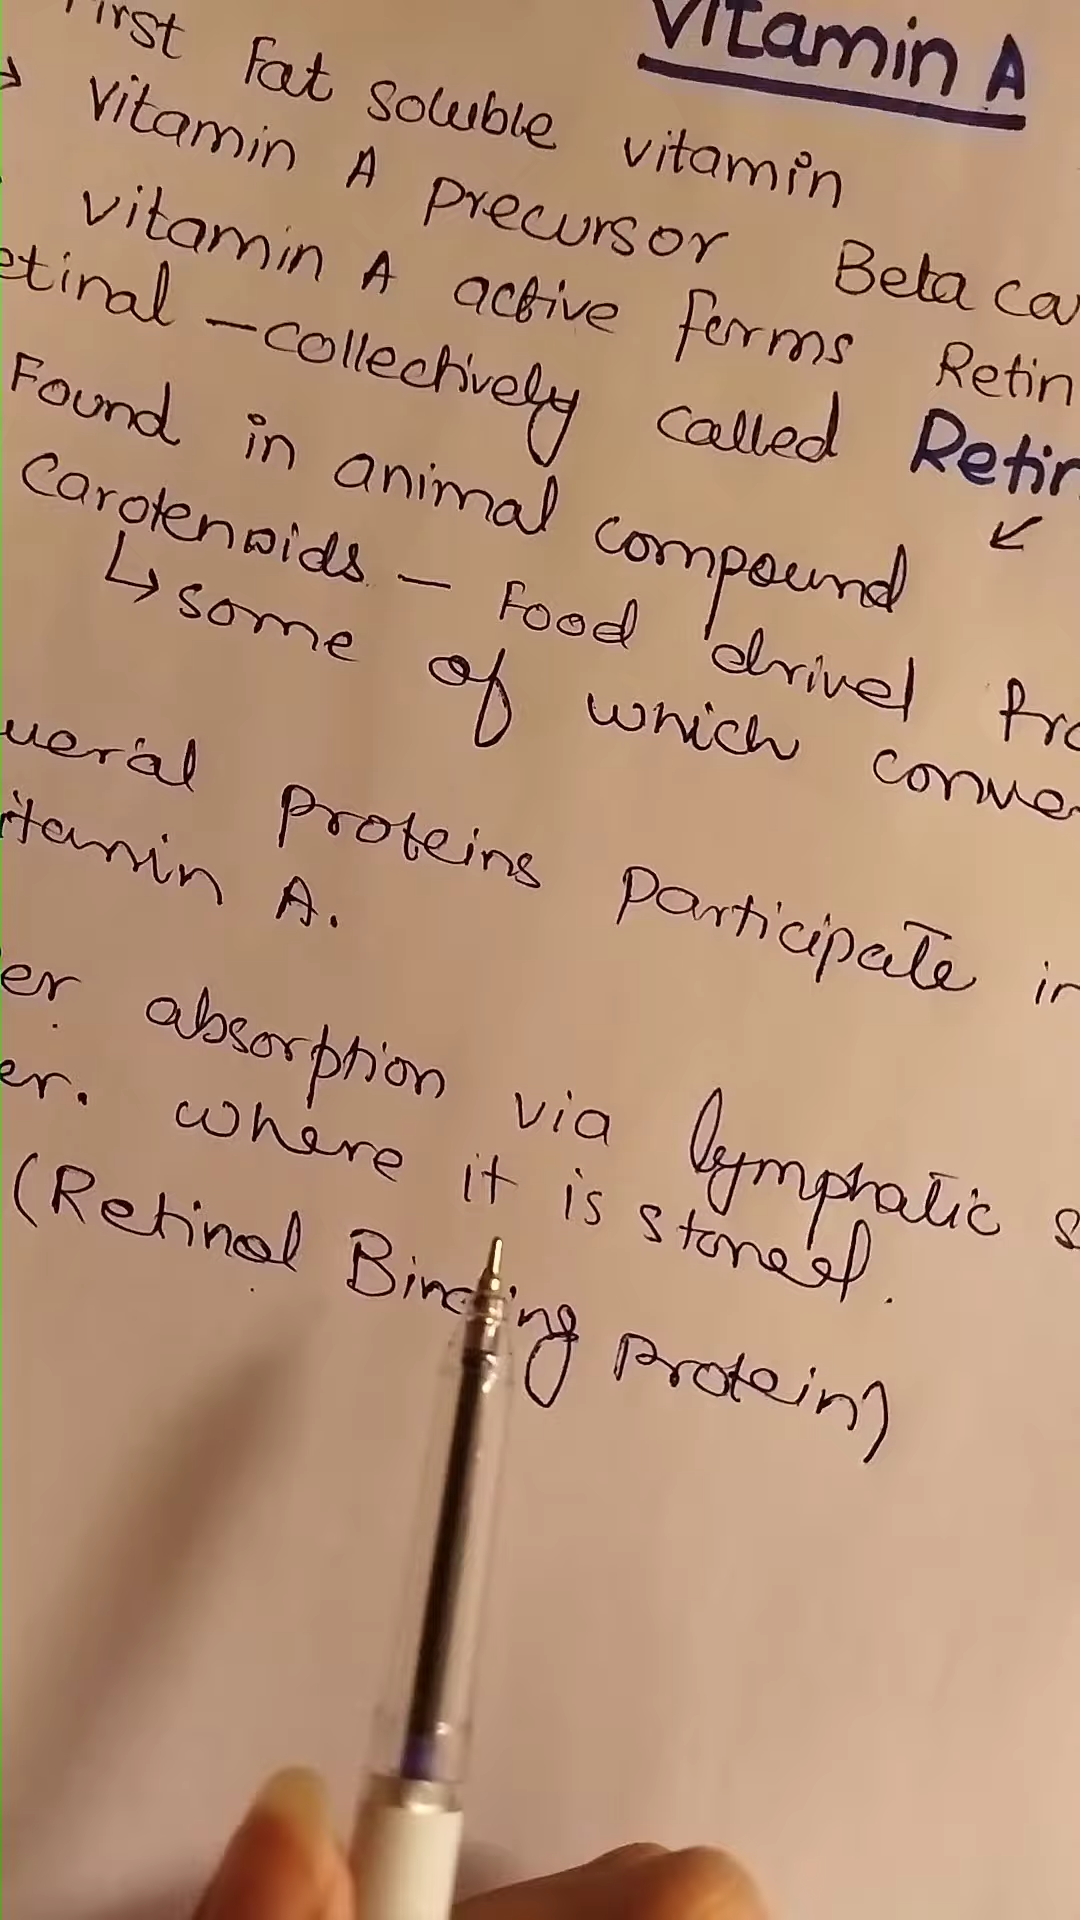 Vitamin A
First Fat soluble vitamin
vitamin A precursor Beta ca
vitamin A active forms Retin
etinal – collectively called Retin
Found in animal compound
Carotenoids – Food drived fro
↳ some of which conve
ueral proteins participate in
itamin A.
er absorption via lymphatic s
er. where it is stored.
(Retinol Binding Protein)